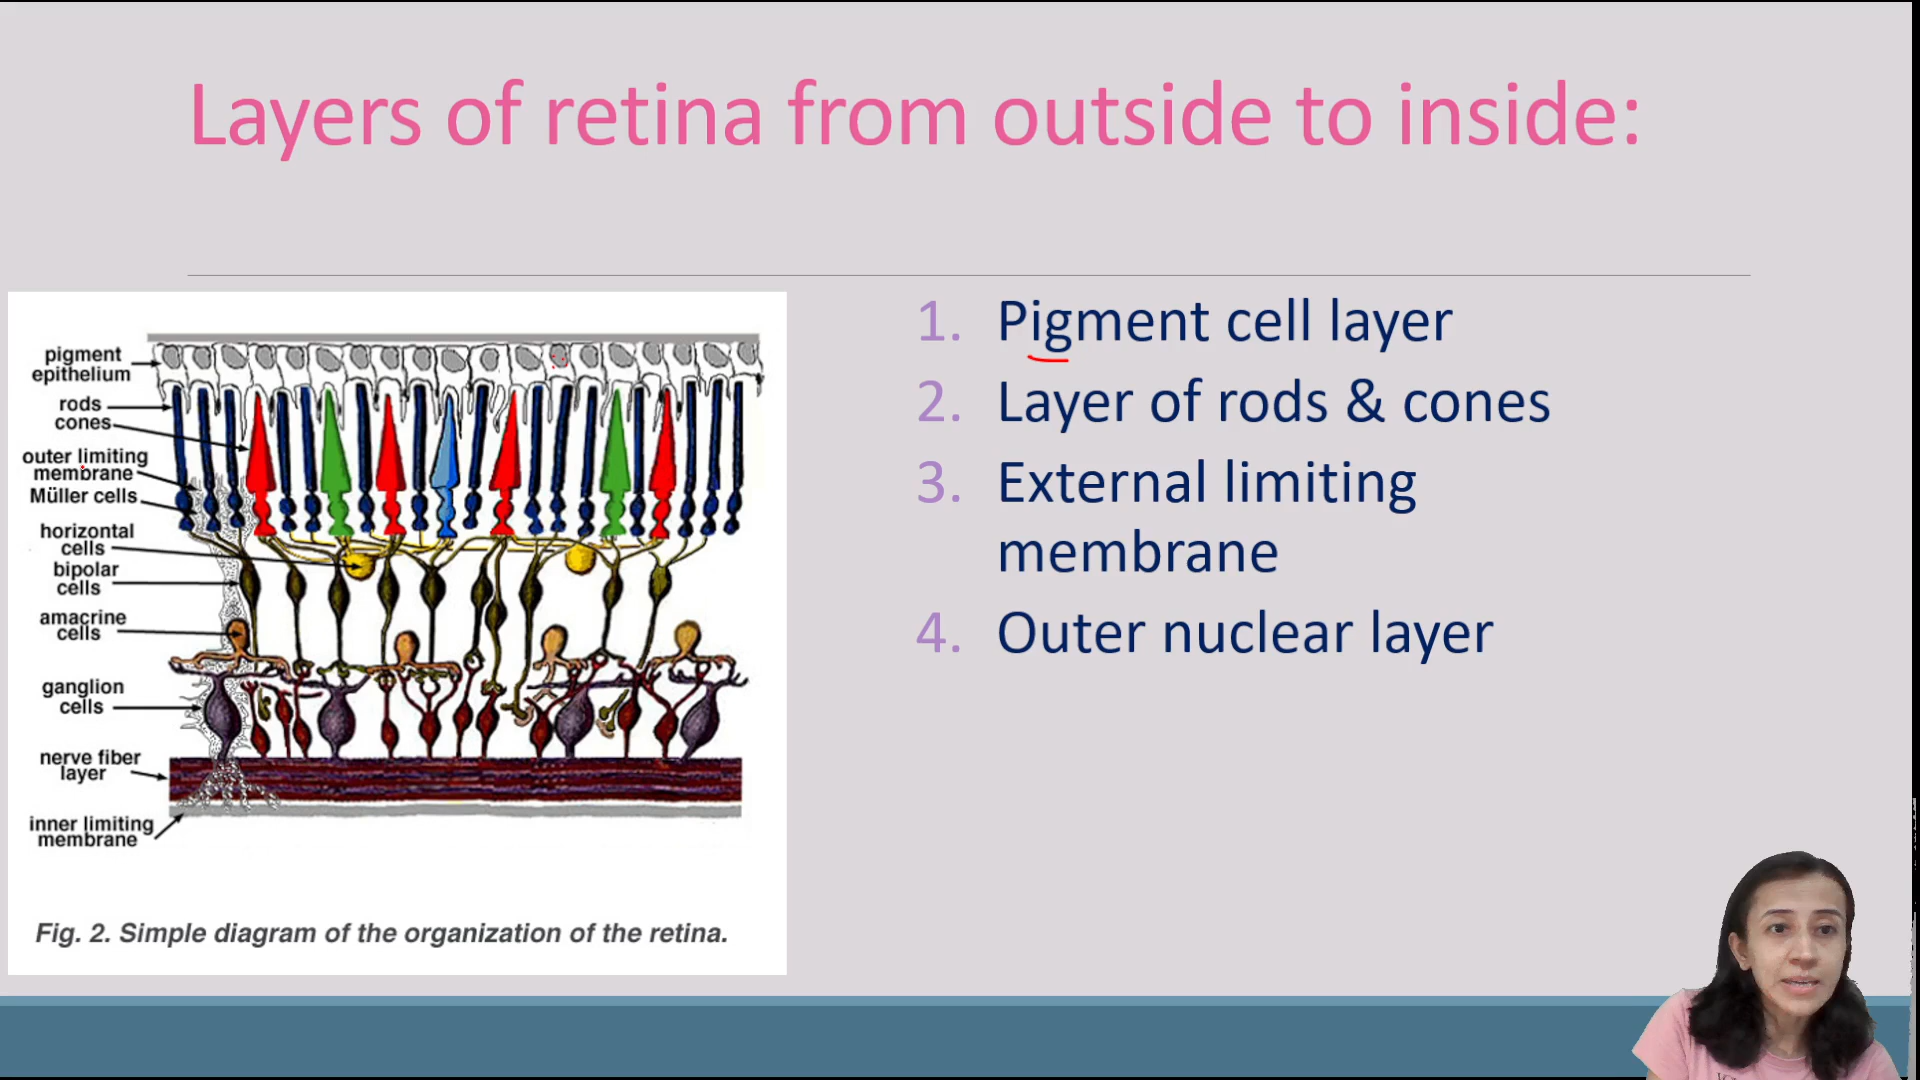 Layers of retina from outside to inside:
pigment
epithelium
rods
cones
outer limiting
membrane
Müller cells
horizontal
cells
bipolar
cells
amacrine
cells
ganglion
cells
nerve fiber
layer
inner limiting
membrane
Fig. 2. Simple diagram of the organization of the retina.
1. Pigment cell layer
2. Layer of rods & cones
3. External limiting
membrane
4. Outer nuclear layer